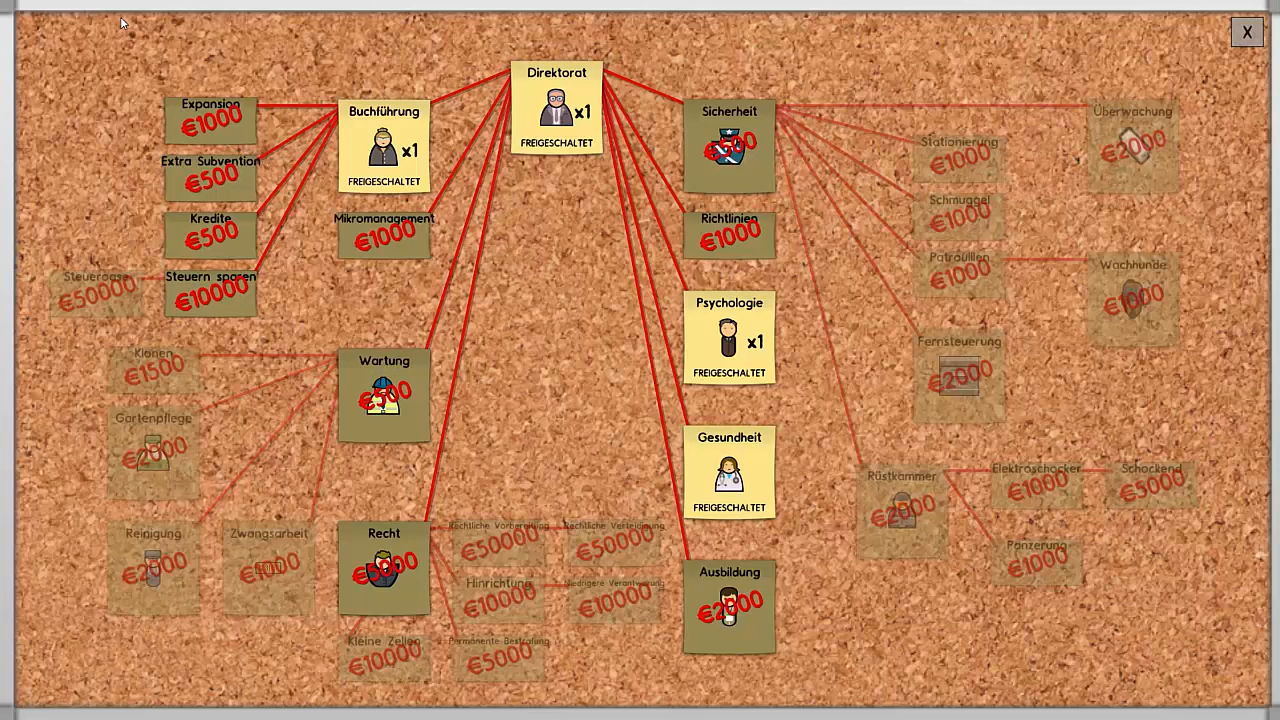 X
Direktorat
x1
FREIGESCHALTET
Expansion
€1000
Extra Subvention
€500
Kredite
€500
Steueroase
€50000
Steuern sparen
€10000
Buchführung
x1
FREIGESCHALTET
Mikromanagement
€1000
Klonen
€1500
Gartenpflege
€2000
Wartung
€500
Reinigung
€2000
Zwangsarbeit
Recht
€5000
Rechtliche Vorbereitung
€50000
Rechtliche Verteidigung
€50000
Hinrichtung
€10000
Niedrigere Verantwortung
€10000
Kleine Zellen
€10000
Permanente Bestrafung
€5000
Sicherheit
€500
Richtlinien
€1000
Psychologie
x1
FREIGESCHALTET
Gesundheit
FREIGESCHALTET
Ausbildung
€2000
Stationierung
€1000
Schmuggel
€1000
Patrouillen
€1000
Fernsteuerung
€2000
Überwachung
€2000
Wachhunde
€1000
Rüstkammer
€2000
Elektroschocker
€1000
Schockend
€5000
Panzerung
€1000